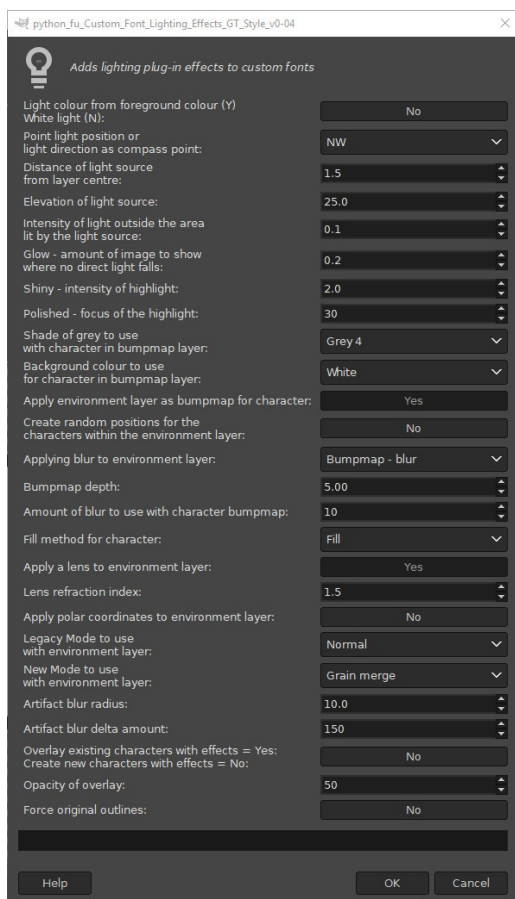 python_fu_Custom_Font_Lighting_Effects_GT_Style_v0-04
Adds lighting plug-in effects to custom fonts
Light colour from foreground colour (Y)
White light (N):
No
Point light position or
light direction as compass point:
NW
Distance of light source
from layer centre:
1.5
Elevation of light source:
25.0
Intensity of light outside the area
lit by the light source:
0.1
Glow - amount of image to show
where no direct light falls:
0.2
Shiny - intensity of highlight:
2.0
Polished - focus of the highlight:
30
Shade of grey to use
with character in bumpmap layer:
Grey 4
Background colour to use
for character in bumpmap layer:
White
Apply environment layer as bumpmap for character:
Yes
Create random positions for the
characters within the environment layer:
No
Applying blur to environment layer:
Bumpmap - blur
Bumpmap depth:
5.00
Amount of blur to use with character bumpmap:
10
Fill method for character:
Fill
Apply a lens to environment layer:
Yes
Lens refraction index:
1.5
Apply polar coordinates to environment layer:
No
Legacy Mode to use
with environment layer:
Normal
New Mode to use
with environment layer:
Grain merge
Artifact blur radius:
10.0
Artifact blur delta amount:
150
Overlay existing characters with effects = Yes:
Create new characters with effects = No:
No
Opacity of overlay:
50
Force original outlines:
No
Help
OK
Cancel